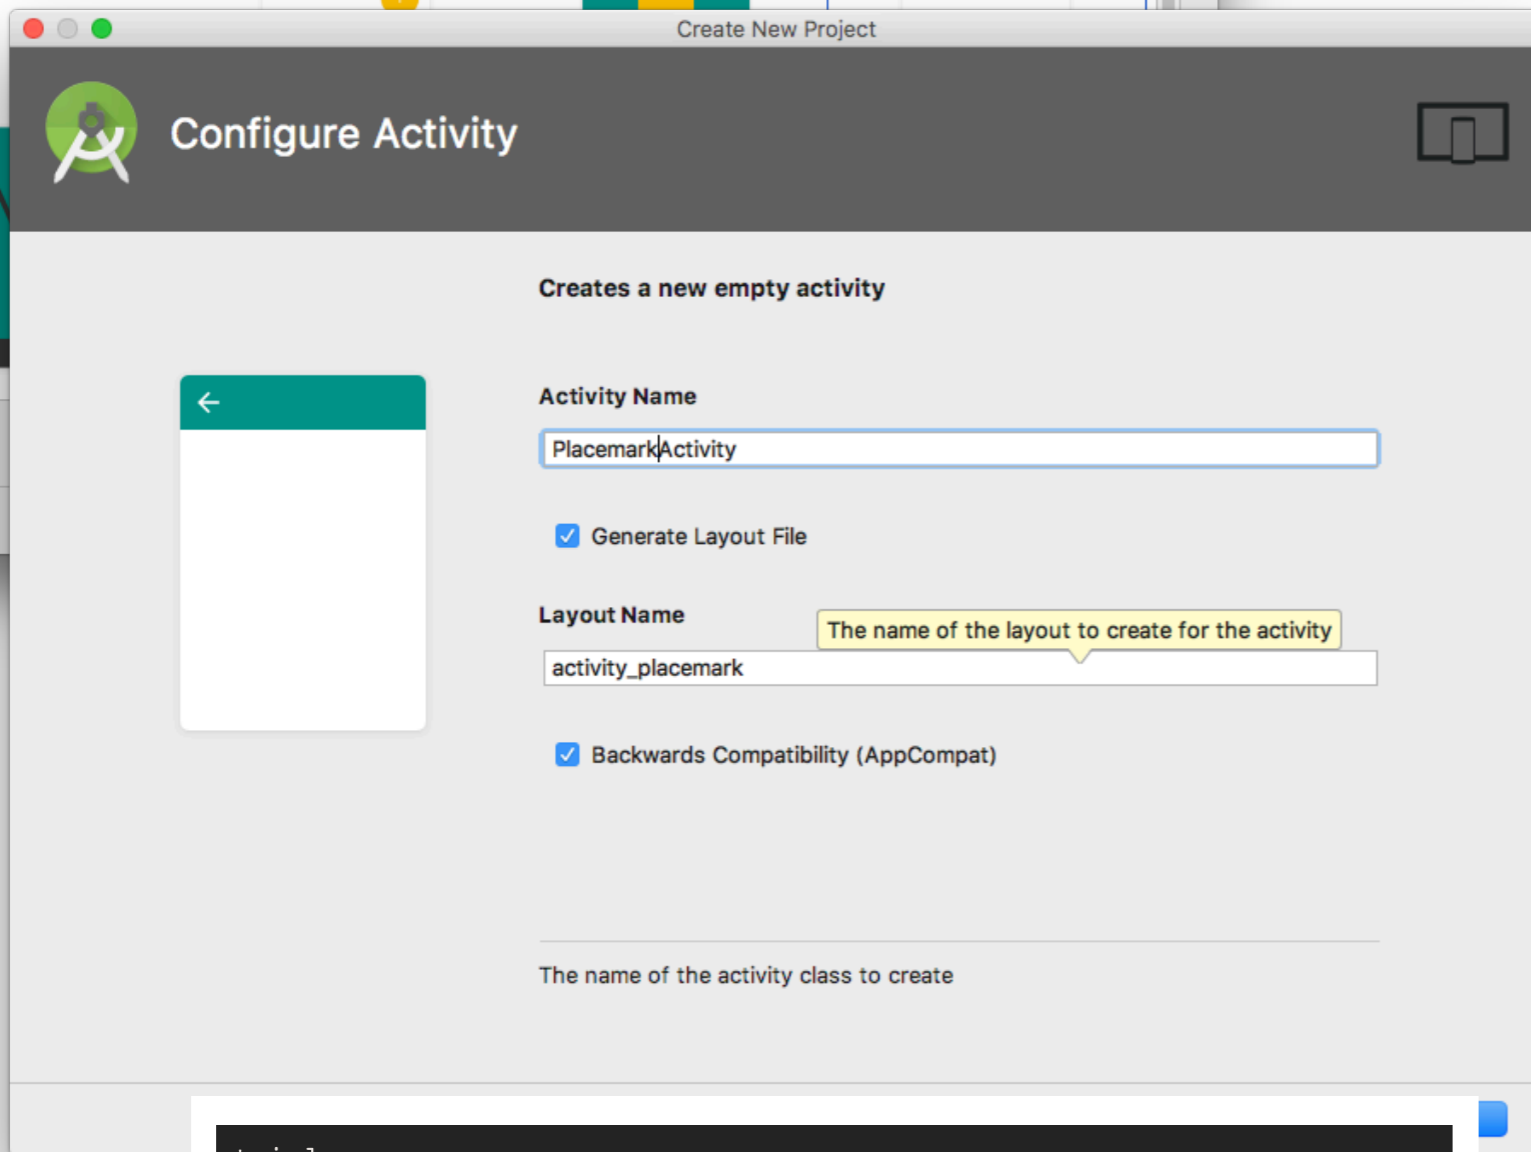 Create New Project
Configure Activity
Creates a new empty activity
Activity Name
PlacemarkActivity
Generate Layout File
Layout Name
The name of the layout to create for the activity
activity_placemark
Backwards Compatibility (AppCompat)
The name of the activity class to create